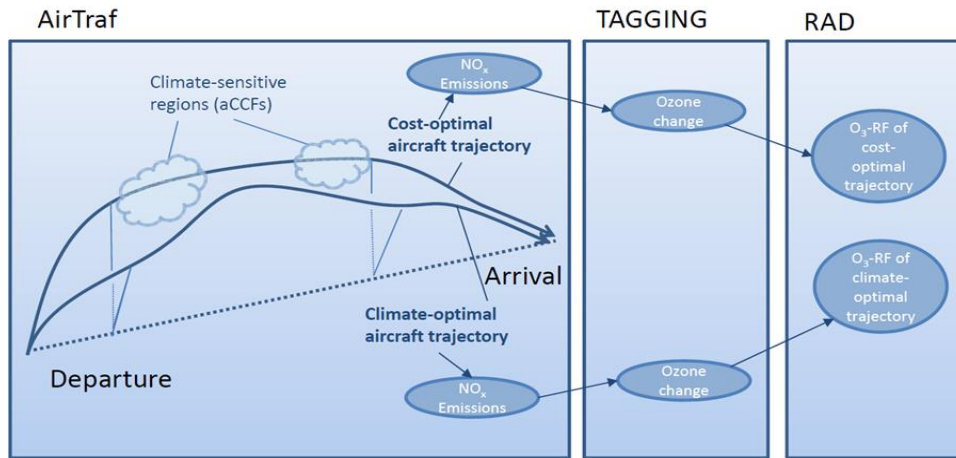 AirTraf
TAGGING
RAD
Climate-sensitive
regions (aCCFs)
NOₓ
Emissions
Cost-optimal
aircraft trajectory
Ozone
change
O₃-RF of
cost-
optimal
trajectory
Arrival
O₃-RF of
climate-
optimal
trajectory
Climate-optimal
aircraft trajectory
Departure
NOₓ
Emissions
Ozone
change